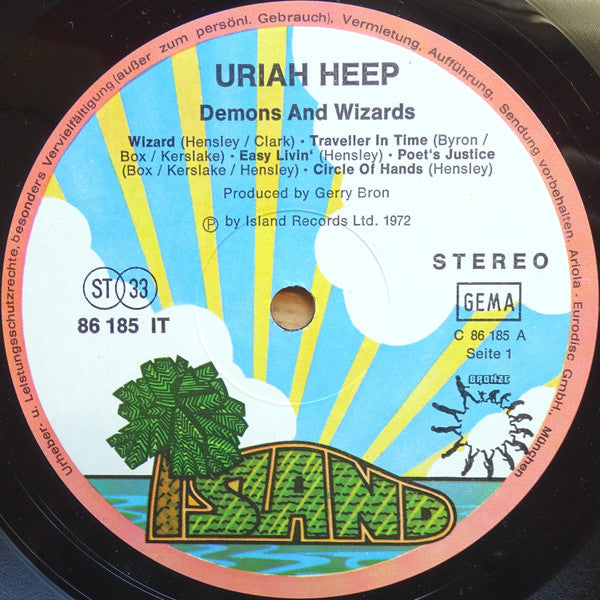 Urheber- u. Leistungsschutzrechte, besonders Vervielfältigung (außer zum persönl. Gebrauch), Vermietung, Aufführung, Sendung vorbehalten. Ariola - Eurodisc GmbH, München
URIAH HEEP
Demons And Wizards
Wizard (Hensley / Clark) · Traveller In Time (Byron /
Box / Kerslake) · Easy Livin‘ (Hensley) · Poet‘s Justice
(Box / Kerslake / Hensley) · Circle Of Hands (Hensley)
Produced by Gerry Bron
Ⓟ by Island Records Ltd. 1972
STEREO
ST 33
GEMA
86 185 IT
C 86 185 A
Seite 1
BRONZE
ISLAND